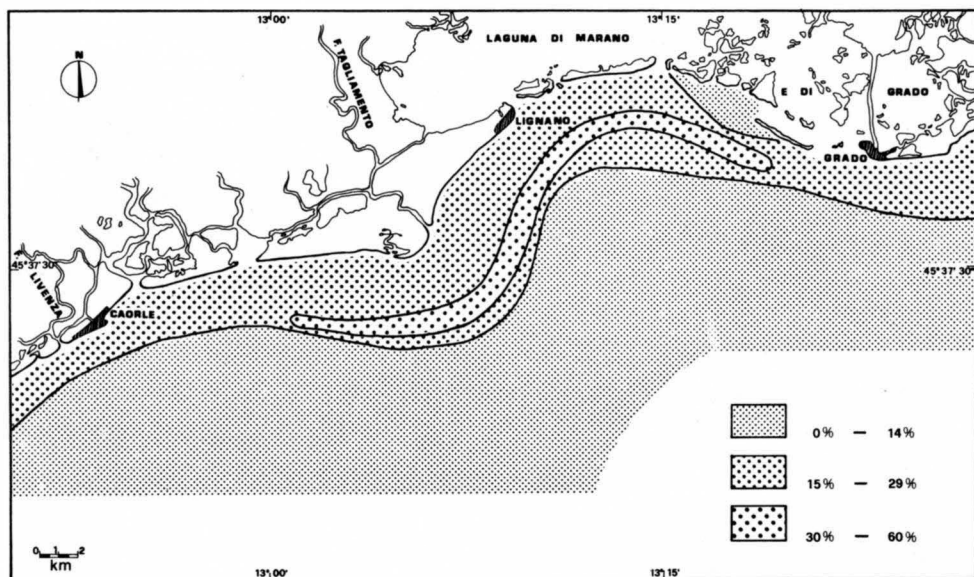 13°00' 13°15'
N
F. TAGLIAMENTO
LAGUNA DI MARANO
E DI GRADO
LIGNANO
GRADO
45°37'30"
45°37'30"
LIVENZA
CAORLE
0% — 14%
15% — 29%
30% — 60%
0 1 2
km
13°00' 13°15'